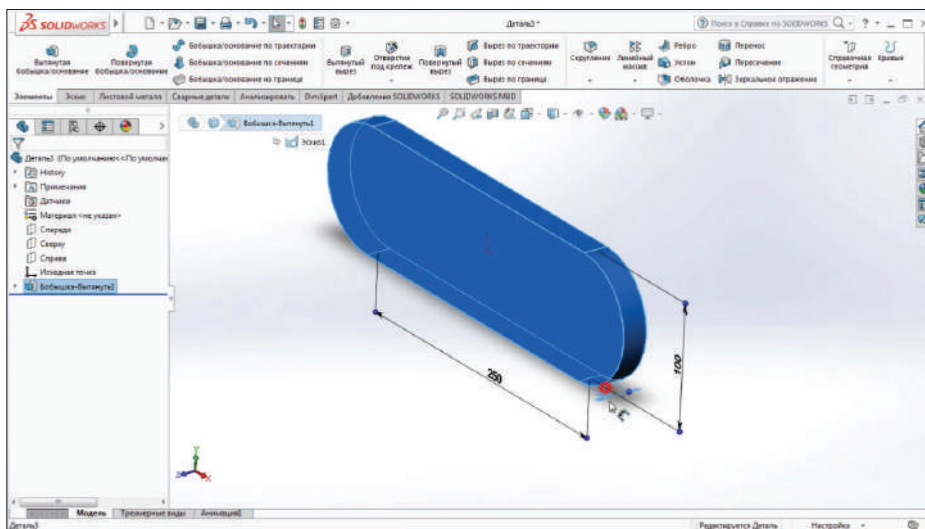 SOLIDWORKS
Деталь3 *
Поиск в Справке по SOLIDWORKS
Вытянутая бобышка/основание
Повернутая бобышка/основание
Бобышка/основание по траектории
Бобышка/основание по сечениям
Бобышка/основание на границе
Вытянутый вырез
Отверстие под крепеж
Повернутый вырез
Вырез по траектории
Вырез по сечениям
Вырез по границе
Скругление
Линейный массив
Ребро
Уклон
Оболочка
Перенос
Пересечение
Зеркальное отражение
Справочная геометрия
Кривые
Элементы
Эскиз
Листовой металл
Сварные детали
Анализировать
DimXpert
Добавления SOLIDWORKS
SOLIDWORKS MBD
Бобышка-Вытянуть1
Эскиз1
Деталь3 (По умолчанию<<По умолчан
History
Примечания
Датчики
Материал <не указан>
Спереди
Сверху
Справа
Исходная точка
Бобышка-Вытянуть1
250
100
Y
Z
X
Модель
Трехмерные виды
Анимация1
Деталь3
Редактируется Деталь
Настройка